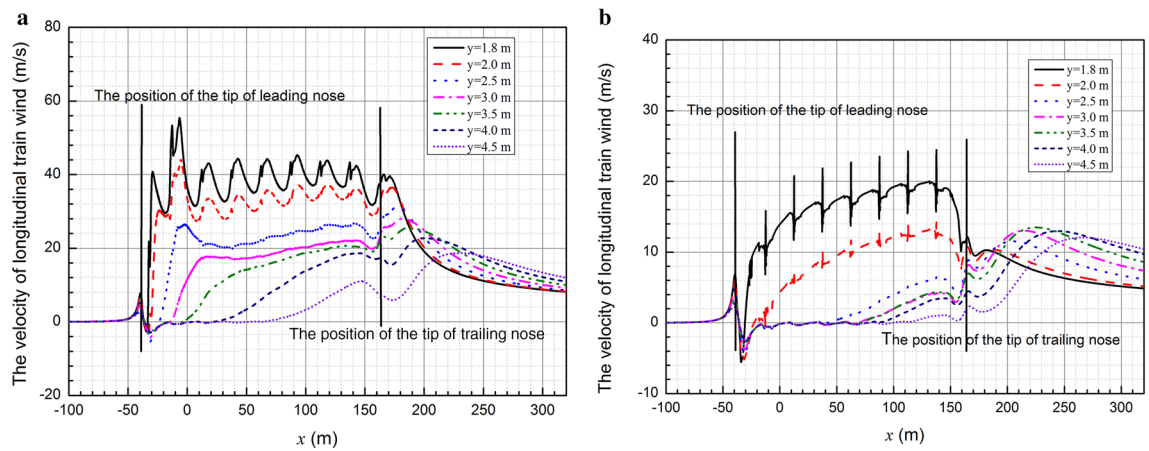 a
The velocity of longitudinal train wind (m/s)
80
60
40
20
0
-20
y=1.8 m
y=2.0 m
y=2.5 m
y=3.0 m
y=3.5 m
y=4.0 m
y=4.5 m
The position of the tip of leading nose
The position of the tip of trailing nose
-100 -50 0 50 100 150 200 250 300
x (m)
b
The velocity of longitudinal train wind (m/s)
40
30
20
10
0
-10
y=1.8 m
y=2.0 m
y=2.5 m
y=3.0 m
y=3.5 m
y=4.0 m
y=4.5 m
The position of the tip of leading nose
The position of the tip of trailing nose
-100 -50 0 50 100 150 200 250 300
x (m)